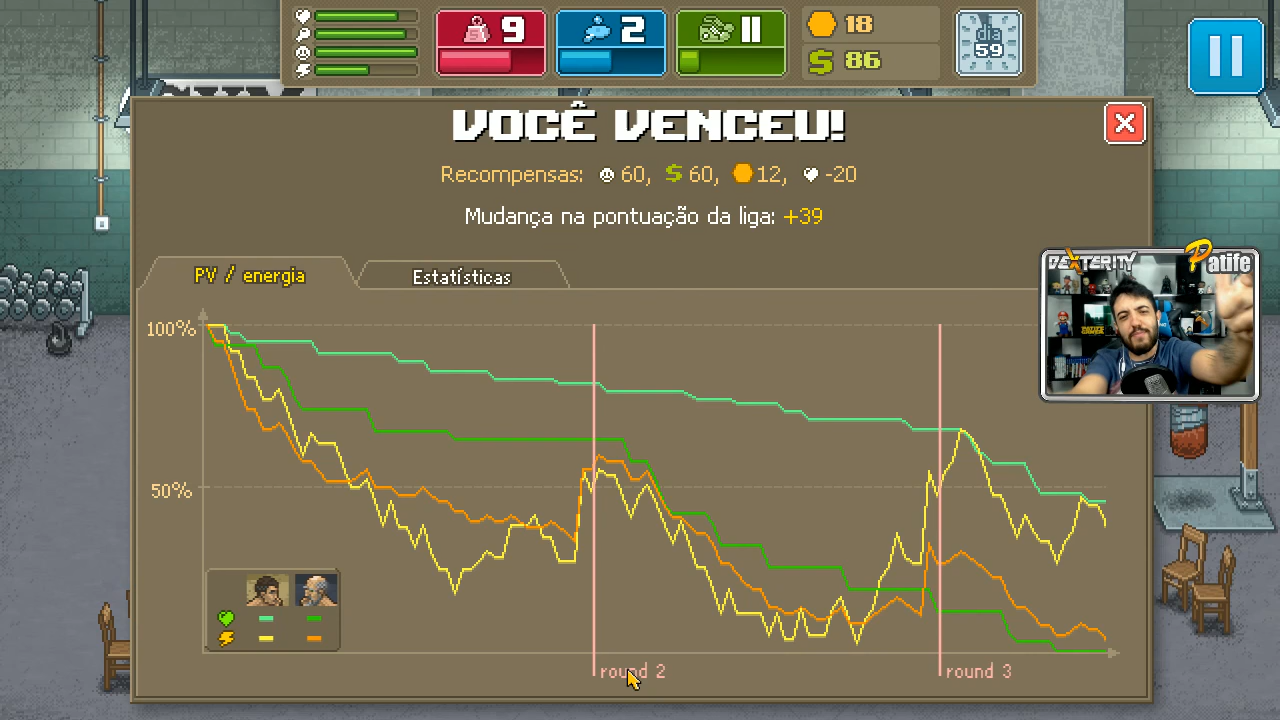 9
2
11
18
86
dia
59
VOCÊ VENCEU!
Recompensas: 60, $ 60, 12, -20
Mudança na pontuação da liga: +39
PV / energia
Estatísticas
DEXTERITY
Patife
100%
50%
round 2
round 3